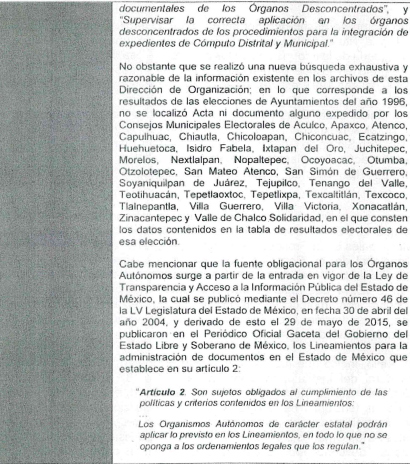 documentales de los Órganos Desconcentrados", y
"Supervisar la correcta aplicación en los órganos
desconcentrados de los procedimientos para la integración de
expedientes de Cómputo Distrital y Municipal."
No obstante que se realizó una nueva búsqueda exhaustiva y
razonable de la información existente en los archivos de esta
Dirección de Organización; en lo que corresponde a los
resultados de las elecciones de Ayuntamientos del año 1996,
no se localizó Acta ni documento alguno expedido por los
Consejos Municipales Electorales de Aculco, Apaxco, Atenco,
Capulhuac, Chiautla, Chicoloapan, Chiconcuac, Ecatzingo,
Huehuetoca, Isidro Fabela, Ixtapan del Oro, Juchitepec,
Morelos, Nextlalpan, Nopaltepec, Ocoyoacac, Otumba,
Otzolotepec, San Mateo Atenco, San Simón de Guerrero,
Soyaniquilpan de Juárez, Tejupilco, Tenango del Valle,
Teotihuacán, Tepetlaoxtoc, Tepetlixpa, Texcaltitlán, Texcoco,
Tlalnepantla, Villa Guerrero, Villa Victoria, Xonacatlán,
Zinacantepec y Valle de Chalco Solidaridad, en el que consten
los datos contenidos en la tabla de resultados electorales de
esa elección.
Cabe mencionar que la fuente obligacional para los Órganos
Autónomos surge a partir de la entrada en vigor de la Ley de
Transparencia y Acceso a la Información Pública del Estado de
México, la cual se publicó mediante el Decreto número 46 de
la LV Legislatura del Estado de México, en fecha 30 de abril del
año 2004, y derivado de esto el 29 de mayo de 2015, se
publicaron en el Periódico Oficial Gaceta del Gobierno del
Estado Libre y Soberano de México, los Lineamientos para la
administración de documentos en el Estado de México que
establece en su artículo 2:
"Artículo 2. Son sujetos obligados al cumplimiento de las
políticas y criterios contenidos en los Lineamientos:
...
Los Organismos Autónomos de carácter estatal podrán
aplicar lo previsto en los Lineamientos, en todo lo que no se
oponga a los ordenamientos legales que los regulan."